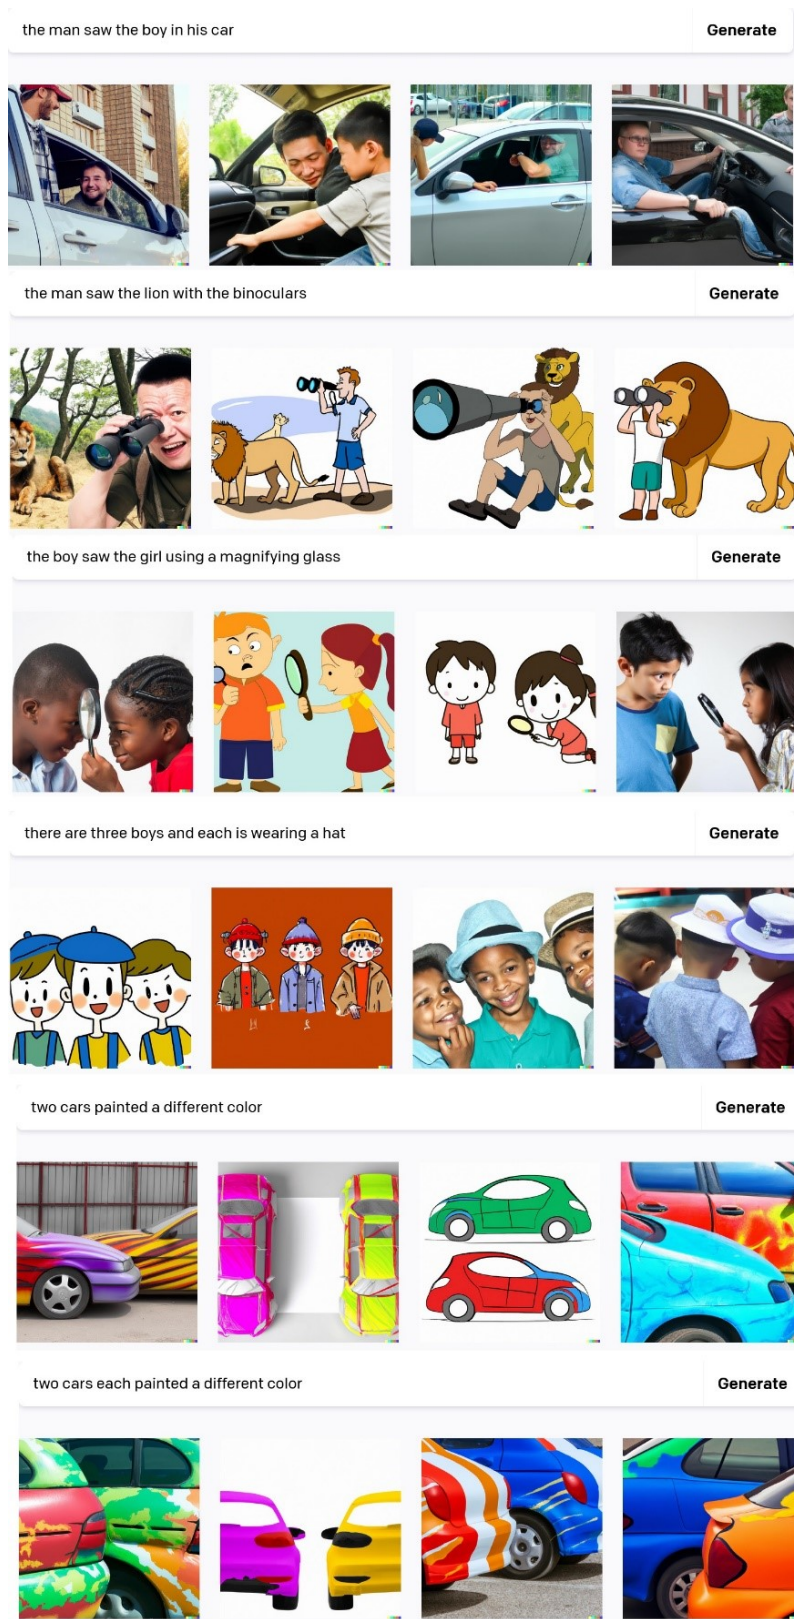 the man saw the boy in his car Generate
the man saw the lion with the binoculars Generate
the boy saw the girl using a magnifying glass Generate
there are three boys and each is wearing a hat Generate
two cars painted a different color Generate
two cars each painted a different color Generate